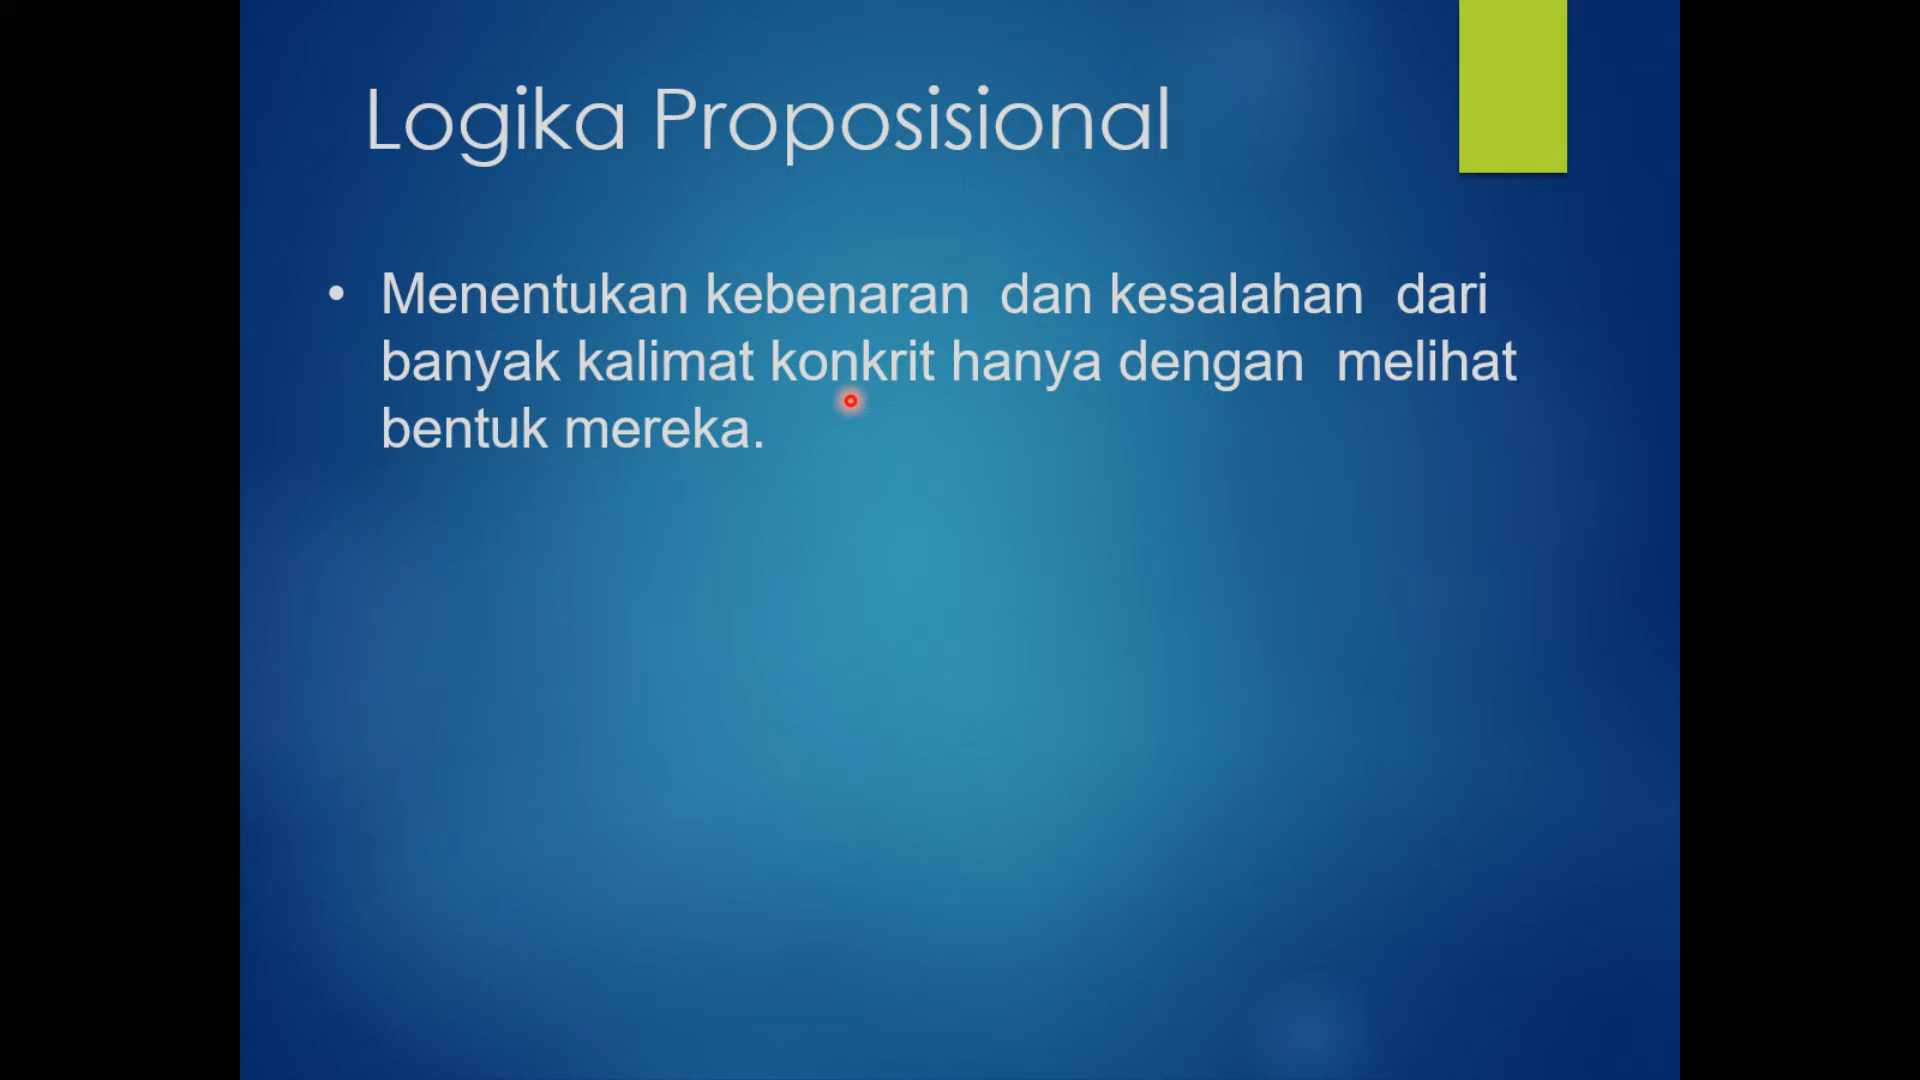 Logika Proposisional
• Menentukan kebenaran  dan kesalahan  dari
banyak kalimat konkrit hanya dengan  melihat
bentuk mereka.